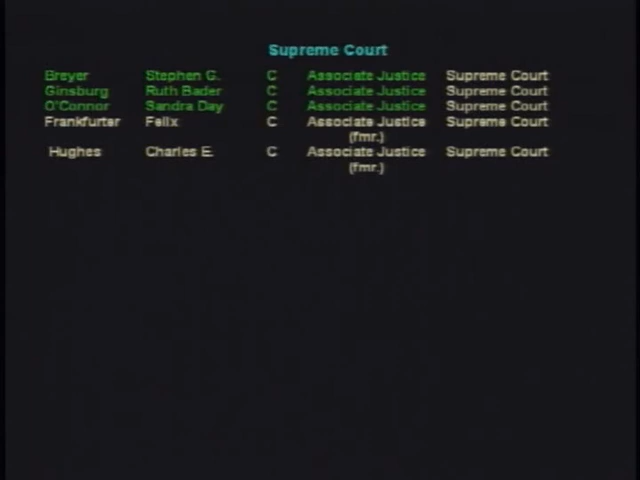 Supreme Court
Breyer Stephen G. C Associate Justice Supreme Court
Ginsburg Ruth Bader C Associate Justice Supreme Court
O'Connor Sandra Day C Associate Justice Supreme Court
Frankfurter Felix C Associate Justice Supreme Court
(fmr.)
Hughes Charles E. C Associate Justice Supreme Court
(fmr.)